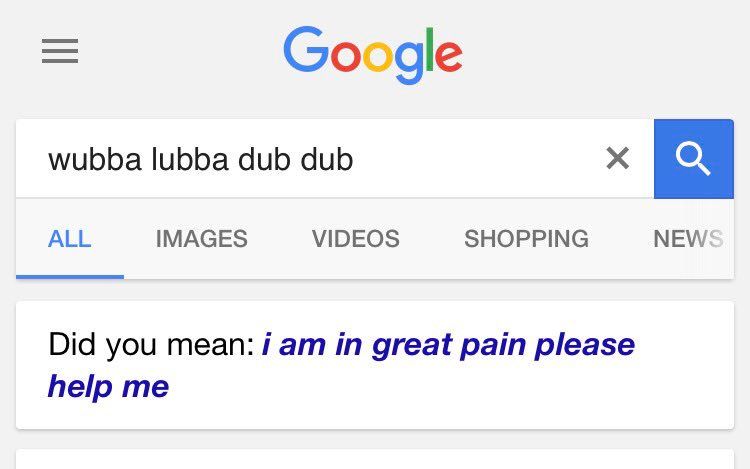 Google
wubba lubba dub dub
ALL IMAGES VIDEOS SHOPPING NEWS
Did you mean: i am in great pain please
help me